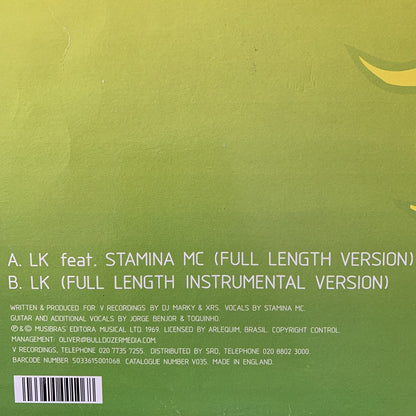 A. LK feat. STAMINA MC (FULL LENGTH VERSION)
B. LK (FULL LENGTH INSTRUMENTAL VERSION)
WRITTEN & PRODUCED FOR V RECORDINGS BY DJ MARKY & XRS. VOCALS BY STAMINA MC.
GUITAR AND ADDITIONAL VOCALS BY JORGE BENJOR & TOQUINHO.
℗ & © MUSIBRAS EDITORA MUSICAL LTD. 1969. LICENSED BY ARLEQUIM, BRASIL. COPYRIGHT CONTROL.
MANAGEMENT: OLIVER@BULLDOZERMEDIA.COM.
V RECORDINGS, TELEPHONE 020 7735 7255. DISTRIBUTED BY SRD, TELEPHONE 020 8802 3000.
BARCODE NUMBER 5033615001068. CATALOGUE NUMBER V035. MADE IN ENGLAND.